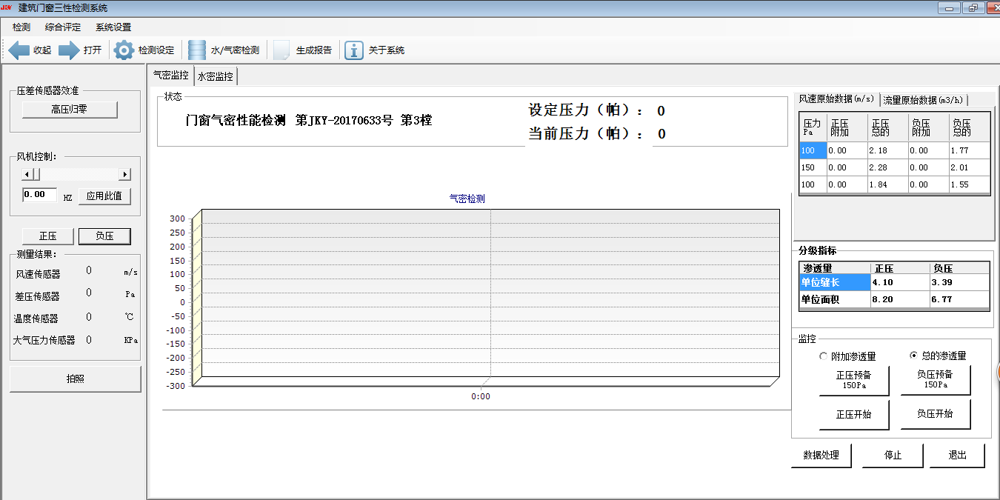 JKY 建筑门窗三性检测系统
检测 综合评定 系统设置
收起 打开 检测设定 水/气密检测 生成报告 关于系统
压差传感器效准
高压归零
风机控制:
0.00 HZ 应用此值
正压 负压
测量结果:
风速传感器 0 m/s
差压传感器 0 Pa
温度传感器 0 ℃
大气压力传感器 0 KPa
拍照
气密监控 水密监控
状态
门窗气密性能检测 第JKY-20170633号 第3樘
设定压力（帕）: 0
当前压力（帕）: 0
气密检测
300
250
200
150
100
50
0
-50
-100
-150
-200
-250
-300
0:00
风速原始数据(m/s) 流量原始数据(m3/h)
压力Pa 正压附加 正压总的 负压附加 负压总的
100 0.00 2.18 0.00 1.77
150 0.00 2.28 0.00 2.01
100 0.00 1.84 0.00 1.55
分级指标
渗透量 正压 负压
单位缝长 4.10 3.39
单位面积 8.20 6.77
监控
附加渗透量 总的渗透量
正压预备 150Pa 负压预备 150Pa
正压开始 负压开始
数据处理 停止 退出